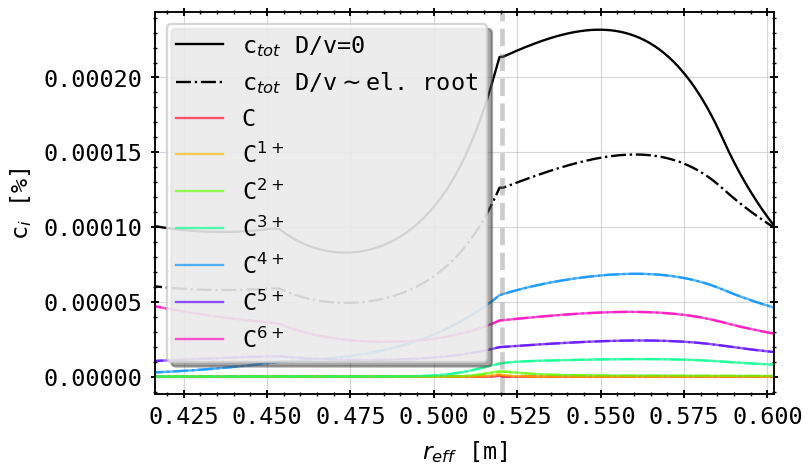 c_tot D/v=0
c_tot D/v∼el. root
C
C^1+
C^2+
C^3+
C^4+
C^5+
C^6+
c_i [%]
0.00020
0.00015
0.00010
0.00005
0.00000
0.425 0.450 0.475 0.500 0.525 0.550 0.575 0.600
r_eff [m]